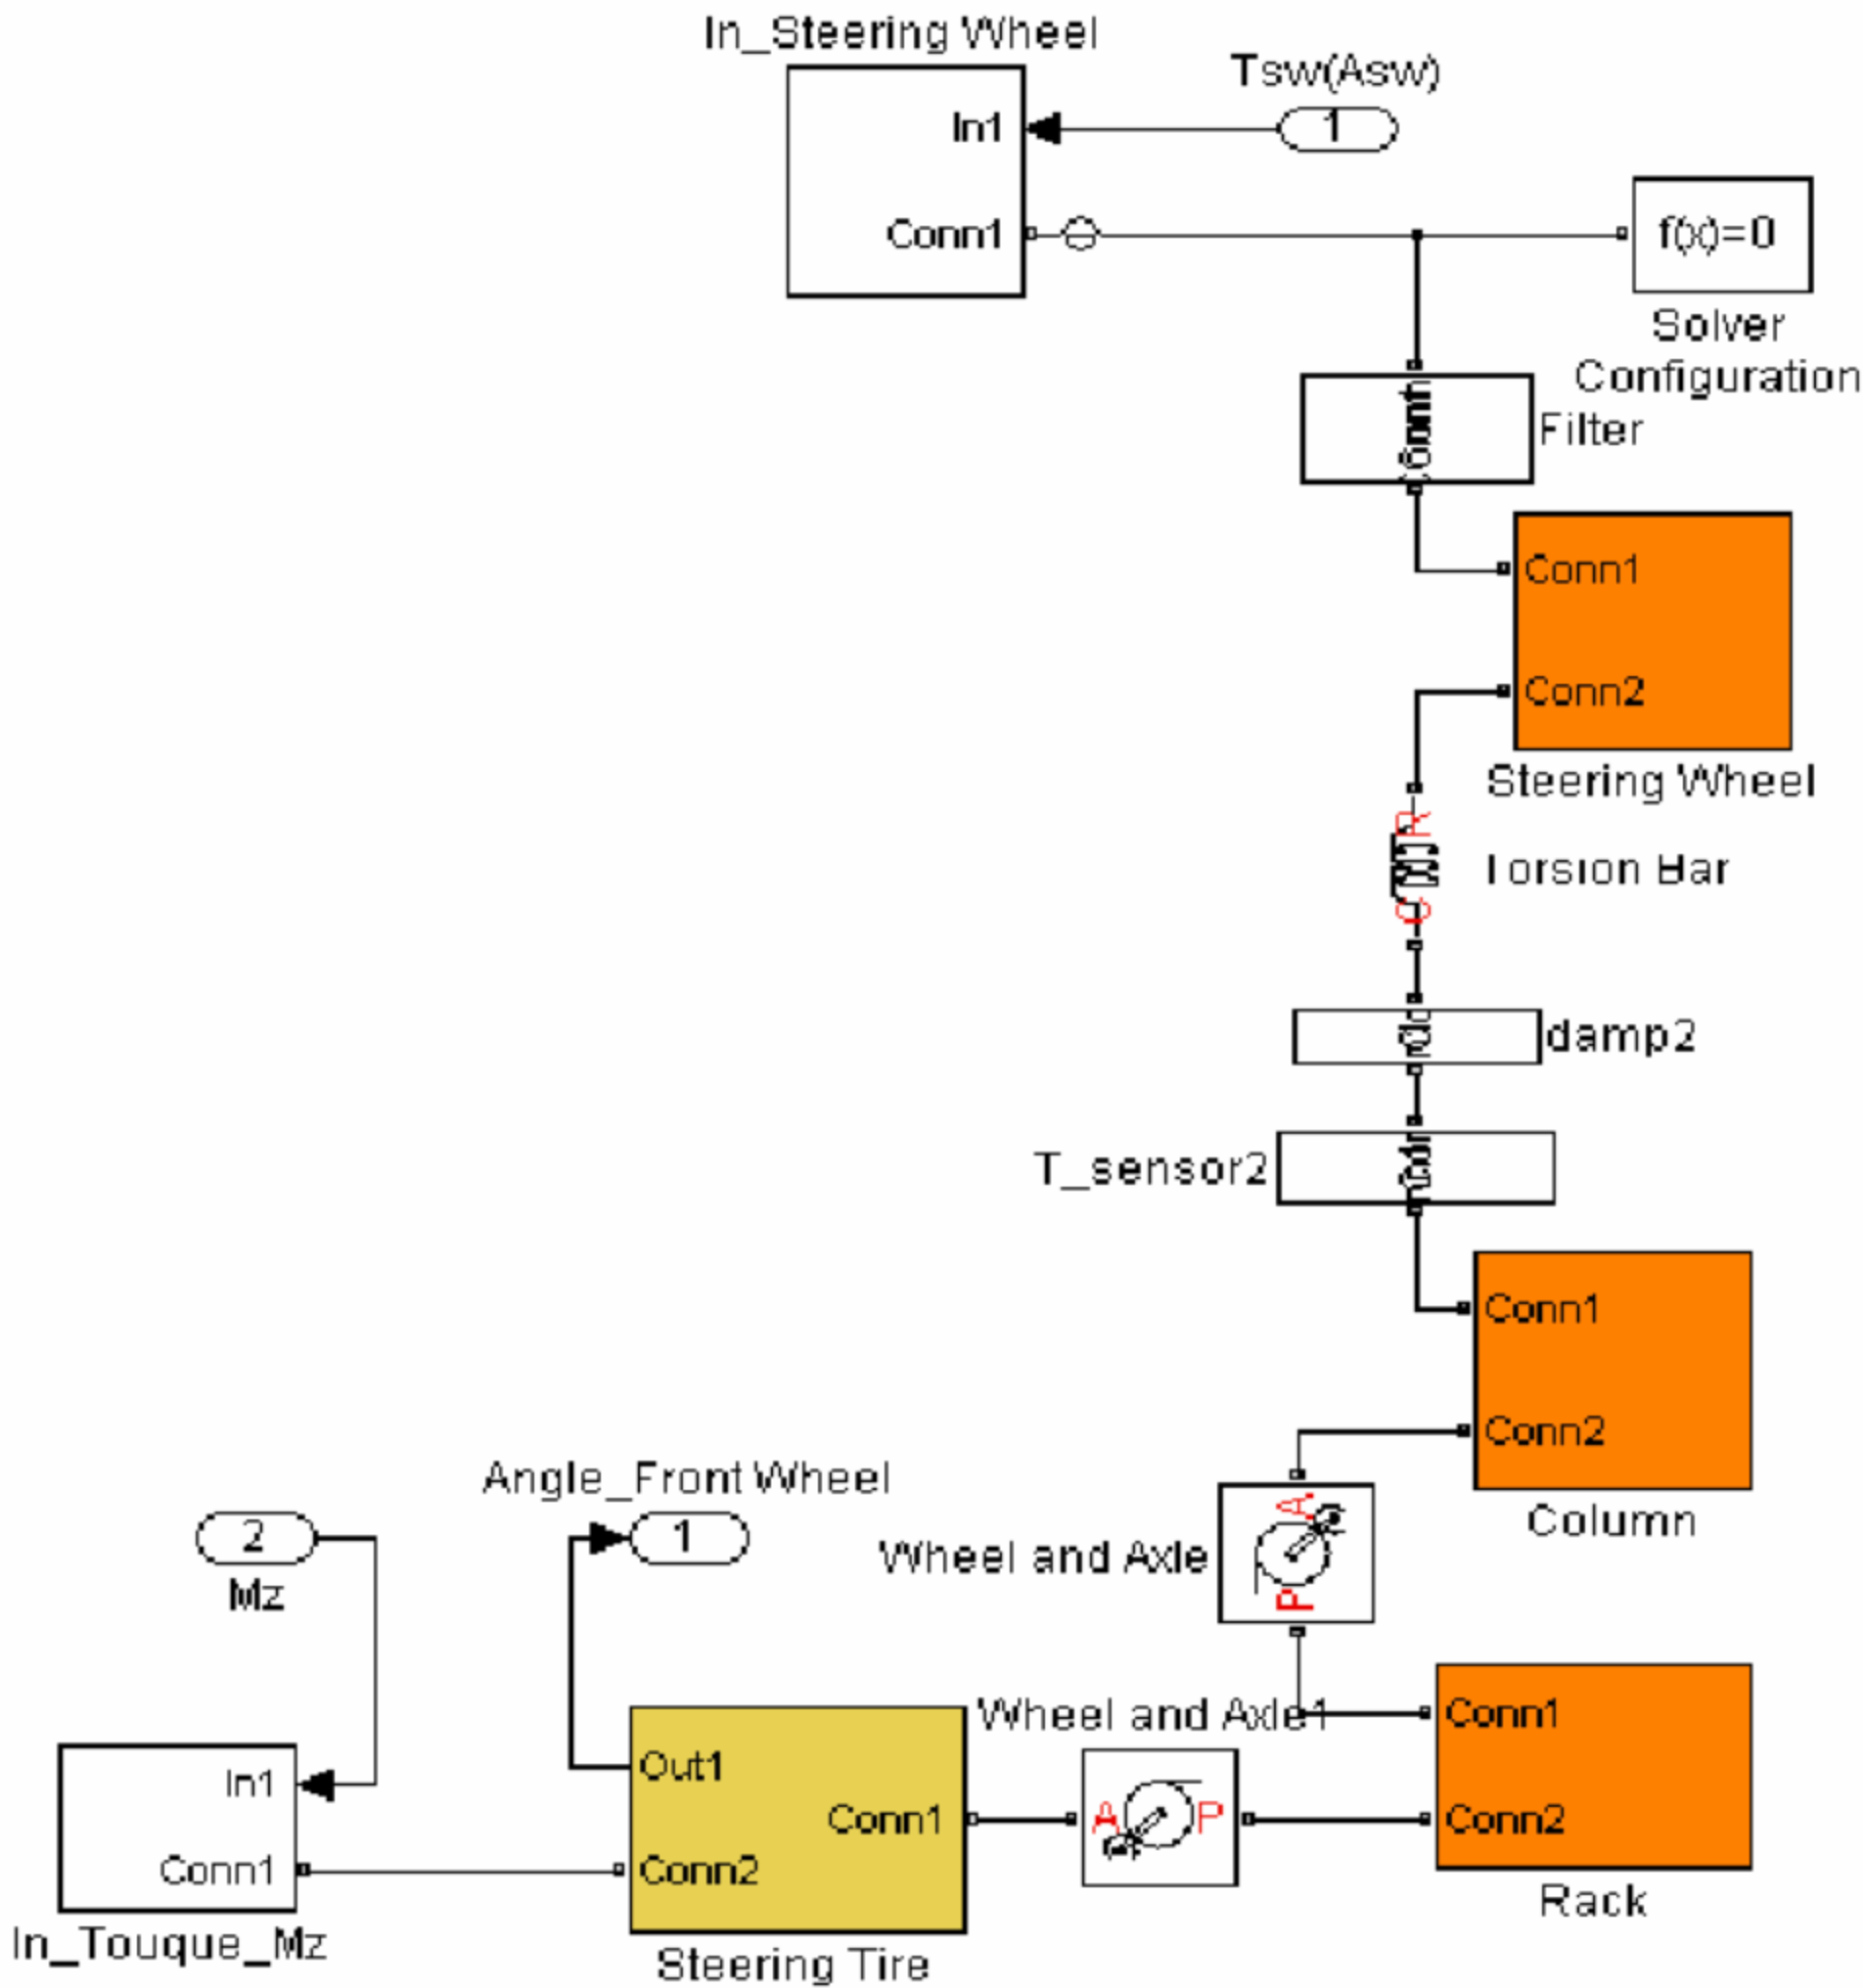 In_Steering Wheel
Tsw(Asw)
In1
1
Conn1
f(x)=0
Solver
Configuration
Filter
Conn1
Steering Wheel
Conn2
R
Torsion Bar
C
damp2
T_sensor2
Conn1
Conn2
Column
Angle_Front Wheel
2
1
Mz
A
Wheel and Axle
P
Wheel and Axle1
Conn1
In1
Out1
Conn1
A
P
Conn2
Conn1
Conn2
Rack
In_Touque_Mz
Steering Tire